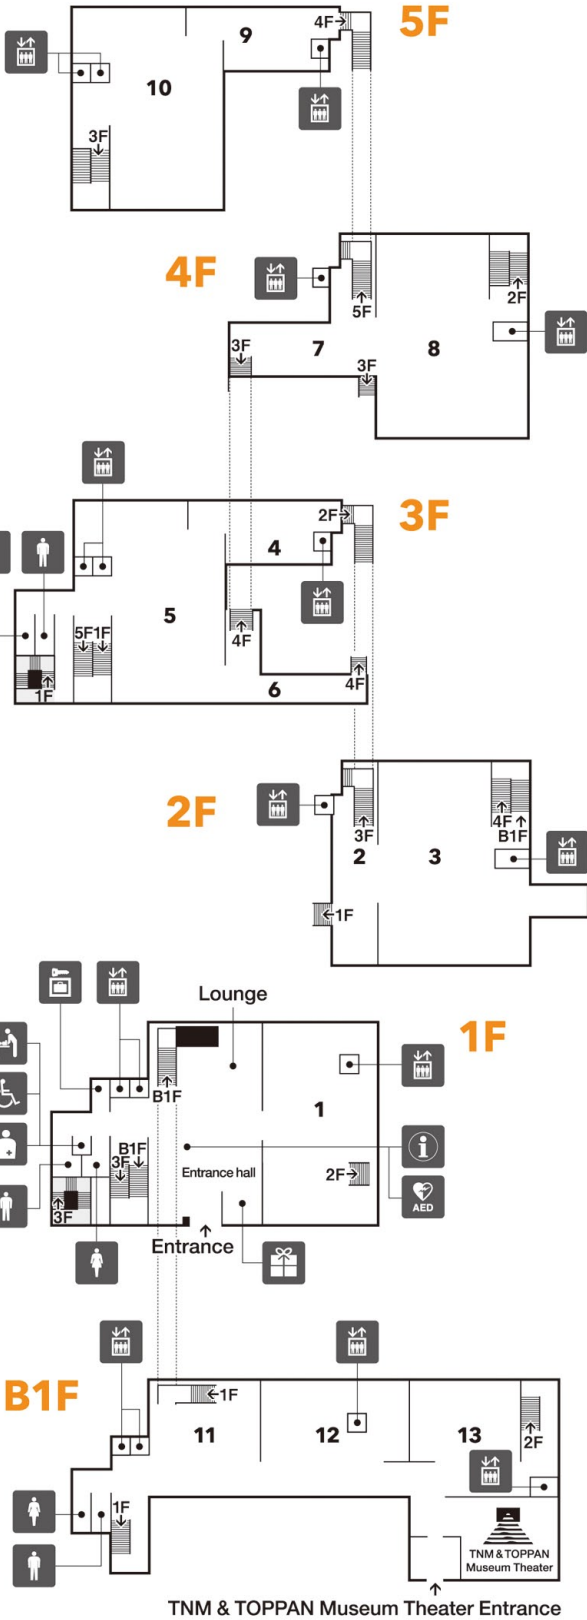 5F
4F
9
10
3F
4F
5F
2F
7
8
3F
3F
3F
2F
4
5
5F 1F
4F
1F
6
4F
2F
3F
4F
B1F
2
3
1F
Lounge
1F
B1F
1
B1F
3F
Entrance hall
2F
i
AED
3F
Entrance
B1F
1F
11
12
13
2F
1F
TNM & TOPPAN
Museum Theater
TNM & TOPPAN Museum Theater Entrance